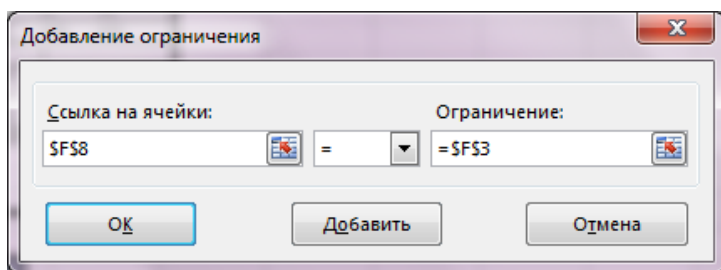 Добавление ограничения
Ссылка на ячейки: Ограничение:
$F$8 = =$F$3
ОК Добавить Отмена